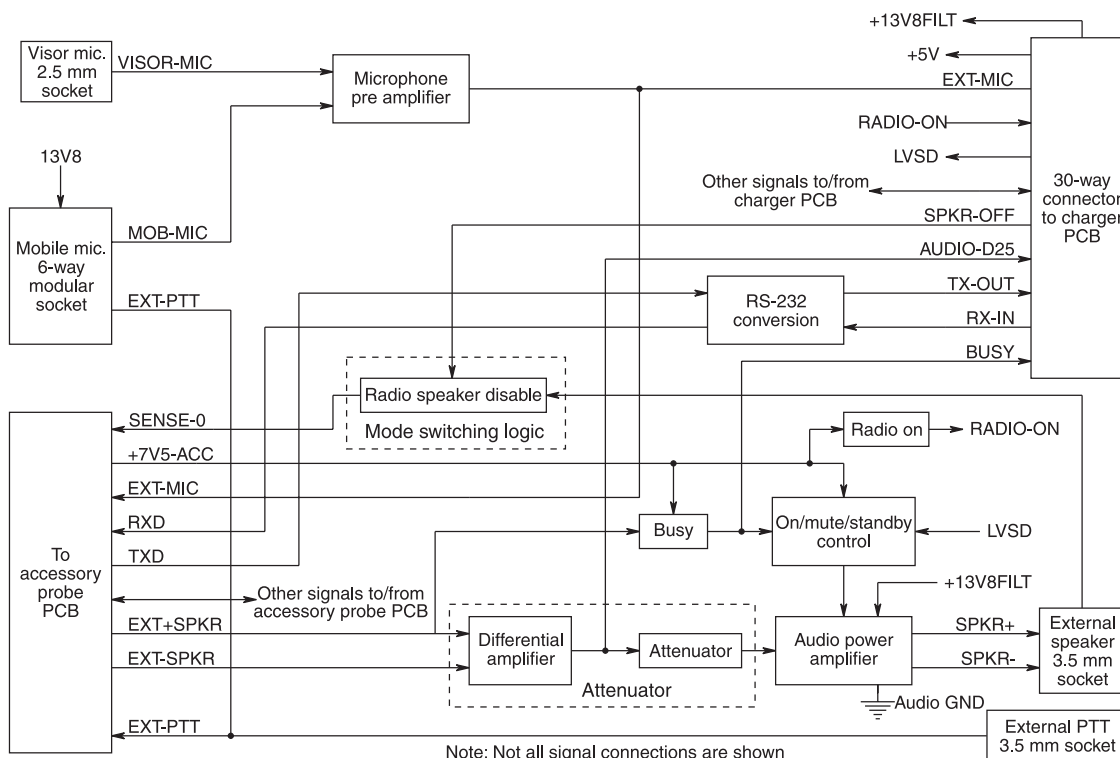 +13V8FILT
Visor mic.
2.5 mm
socket
VISOR-MIC
Microphone
pre amplifier
+5V
EXT-MIC
RADIO-ON
LVSD
Other signals to/from
charger PCB
SPKR-OFF
AUDIO-D25
TX-OUT
RX-IN
BUSY
30-way
connector
to charger
PCB
13V8
Mobile mic.
6-way
modular
socket
MOB-MIC
EXT-PTT
RS-232
conversion
Radio speaker disable
Mode switching logic
SENSE-0
+7V5-ACC
EXT-MIC
RXD
TXD
To
accessory
probe
PCB
Other signals to/from
accessory probe PCB
EXT+SPKR
EXT-SPKR
EXT-PTT
Radio on
RADIO-ON
Busy
On/mute/standby
control
LVSD
+13V8FILT
Differential
amplifier
Attenuator
Attenuator
Audio power
amplifier
SPKR+
SPKR-
External
speaker
3.5 mm
socket
Audio GND
External PTT
3.5 mm socket
Note: Not all signal connections are shown